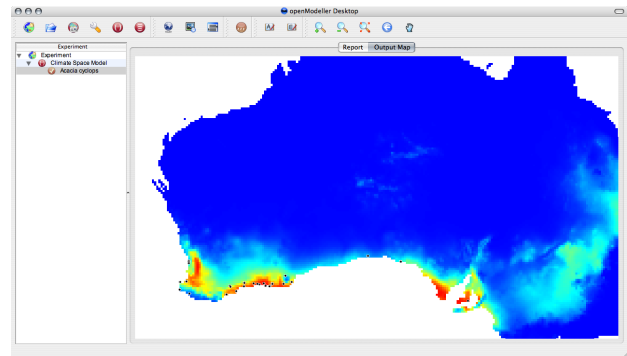 openModeller Desktop
Experiment
Report Output Map
Experiment
Climate Space Model
Acacia cyclops